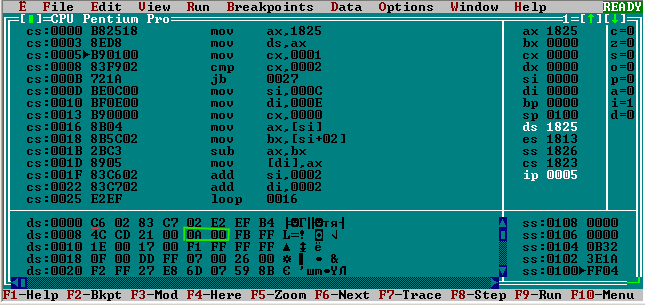 E File Edit View Run Breakpoints Data Options Window Help READY
[▮]=CPU Pentium Pro 1=[↑][↓]
cs:0000 B82518 mov ax,1825
cs:0003 8ED8 mov ds,ax
cs:0005►B90100 mov cx,0001
cs:0008 83F902 cmp cx,0002
cs:000B 721A jb 0027
cs:000D BE0C00 mov si,000C
cs:0010 BF0E00 mov di,000E
cs:0013 B90000 mov cx,0000
cs:0016 8B04 mov ax,[si]
cs:0018 8B5C02 mov bx,[si+02]
cs:001B 2BC3 sub ax,bx
cs:001D 8905 mov [di],ax
cs:001F 83C602 add si,0002
cs:0022 83C702 add di,0002
cs:0025 E2EF loop 0016
ax 1825 c=0
bx 0000 z=0
cx 0000 s=0
dx 0000 o=0
si 0000 p=0
di 0000 a=0
bp 0000 i=1
sp 0100 d=0
ds 1825
es 1813
ss 1826
cs 1823
ip 0005
ds:0000 C6 02 83 C7 02 E2 EF B4
ds:0008 4C CD 21 00 0A 00 FB FF
ds:0010 1E 00 17 00 F1 FF FF FF
ds:0018 0F 00 DD FF 07 00 26 00
ds:0020 F2 FF 27 E8 6D 07 59 8B
ss:0108 0000
ss:0106 0000
ss:0104 0B32
ss:0102 3E1A
ss:0100►FF04
F1-Help F2-Bkpt F3-Mod F4-Here F5-Zoom F6-Next F7-Trace F8-Step F9-Run F10-Menu